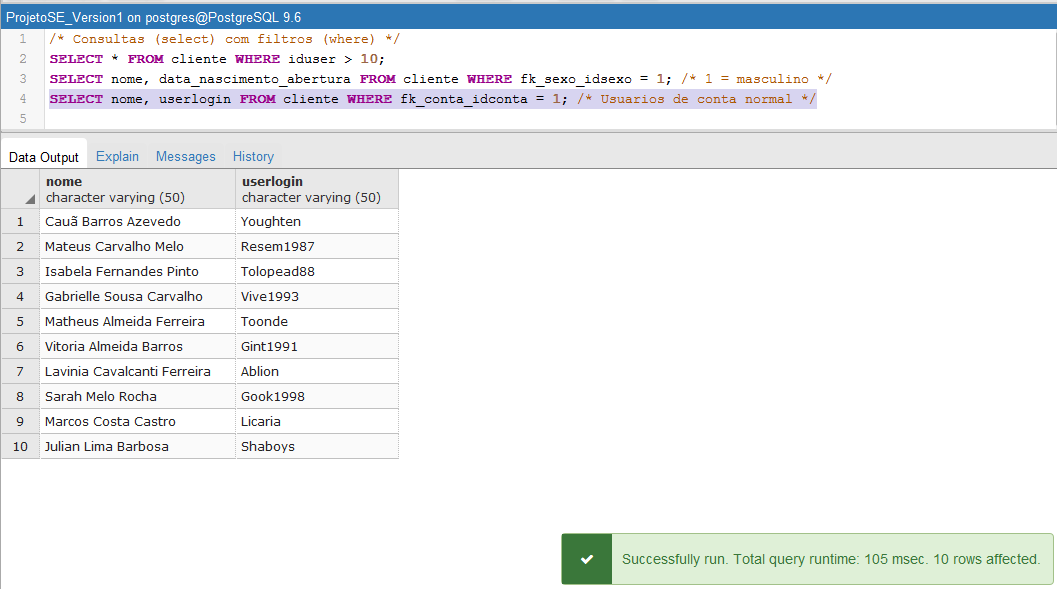 ProjetoSE_Version1 on postgres@PostgreSQL 9.6
1 /* Consultas (select) com filtros (where) */
2 SELECT * FROM cliente WHERE iduser > 10;
3 SELECT nome, data_nascimento_abertura FROM cliente WHERE fk_sexo_idsexo = 1; /* 1 = masculino */
4 SELECT nome, userlogin FROM cliente WHERE fk_conta_idconta = 1; /* Usuarios de conta normal */
5
Data Output Explain Messages History
nome userlogin
character varying (50) character varying (50)
1 Cauã Barros Azevedo Youghten
2 Mateus Carvalho Melo Resem1987
3 Isabela Fernandes Pinto Tolopead88
4 Gabrielle Sousa Carvalho Vive1993
5 Matheus Almeida Ferreira Toonde
6 Vitoria Almeida Barros Gint1991
7 Lavinia Cavalcanti Ferreira Ablion
8 Sarah Melo Rocha Gook1998
9 Marcos Costa Castro Licaria
10 Julian Lima Barbosa Shaboys
Successfully run. Total query runtime: 105 msec. 10 rows affected.